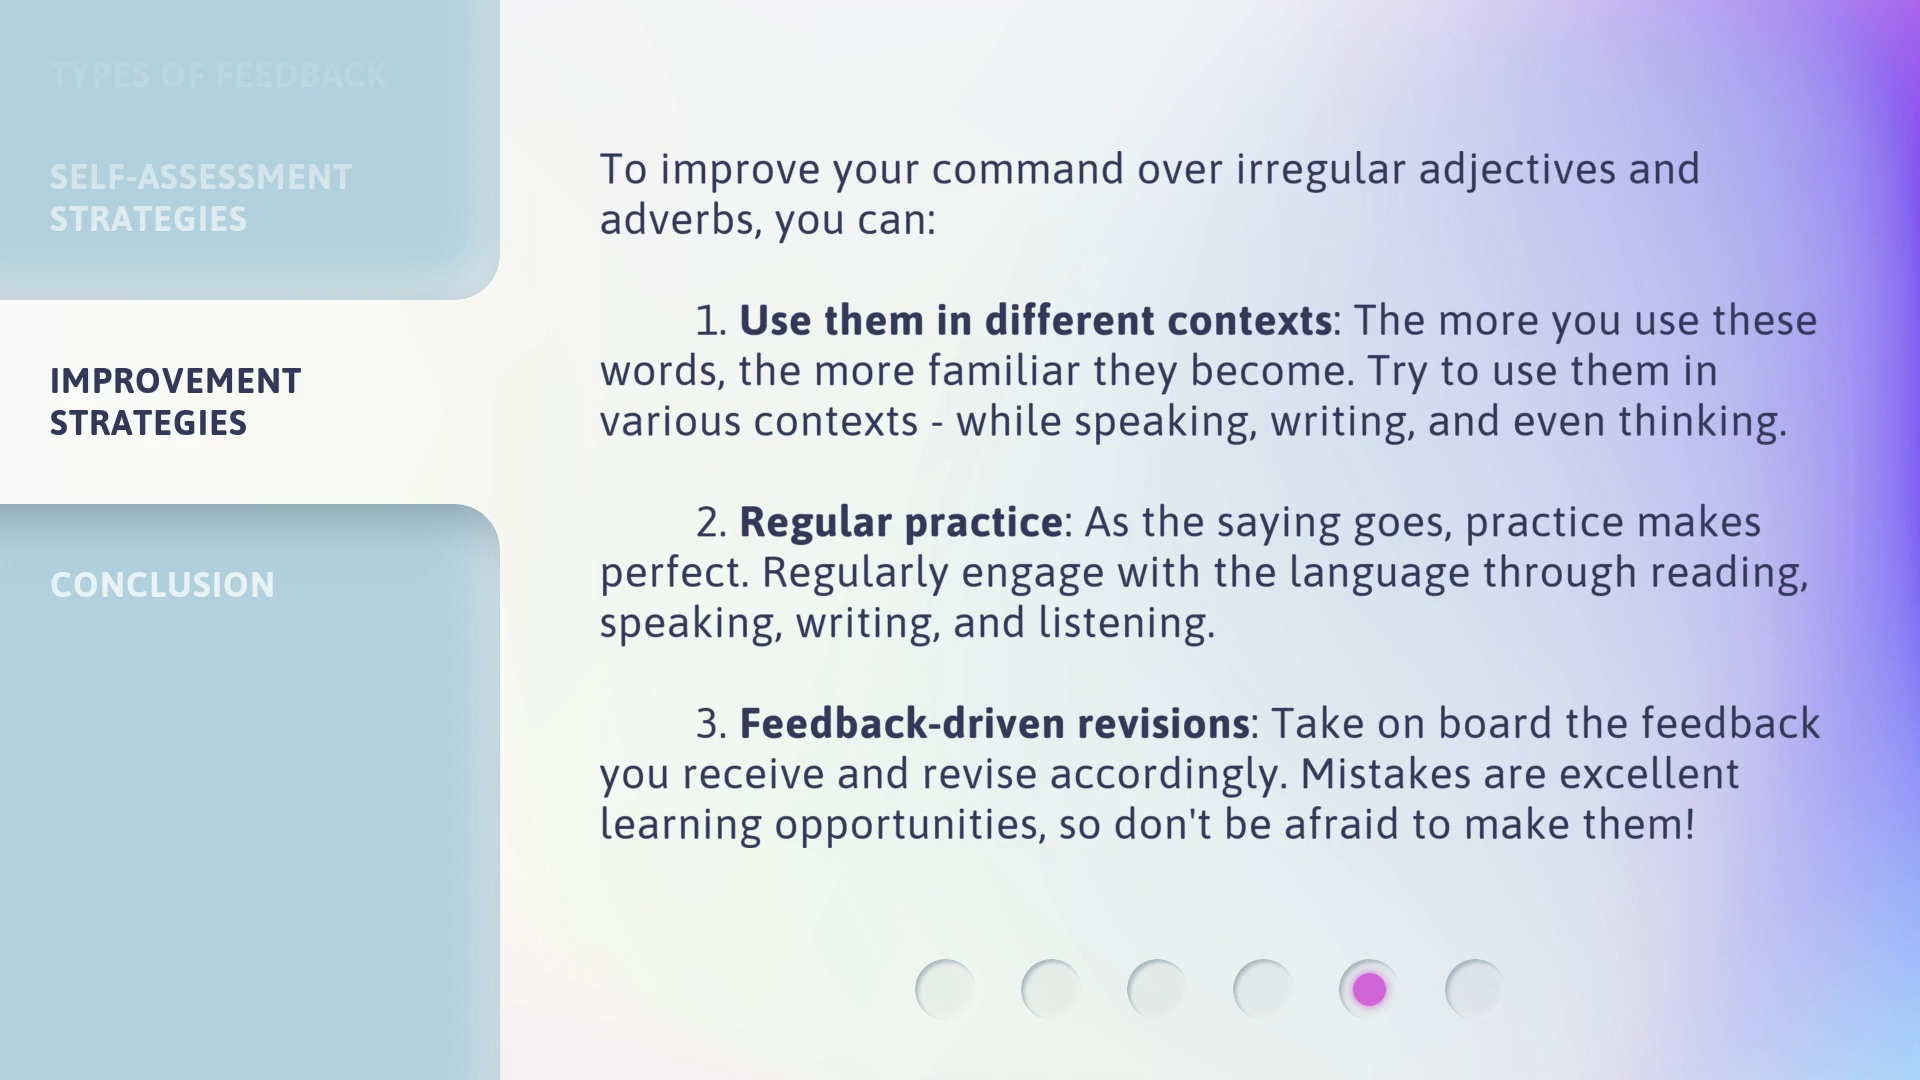 TYPES OF FEEDBACK
SELF-ASSESSMENT
STRATEGIES
IMPROVEMENT
STRATEGIES
CONCLUSION
To improve your command over irregular adjectives and
adverbs, you can:
1. Use them in different contexts: The more you use these
words, the more familiar they become. Try to use them in
various contexts - while speaking, writing, and even thinking.
2. Regular practice: As the saying goes, practice makes
perfect. Regularly engage with the language through reading,
speaking, writing, and listening.
3. Feedback-driven revisions: Take on board the feedback
you receive and revise accordingly. Mistakes are excellent
learning opportunities, so don't be afraid to make them!